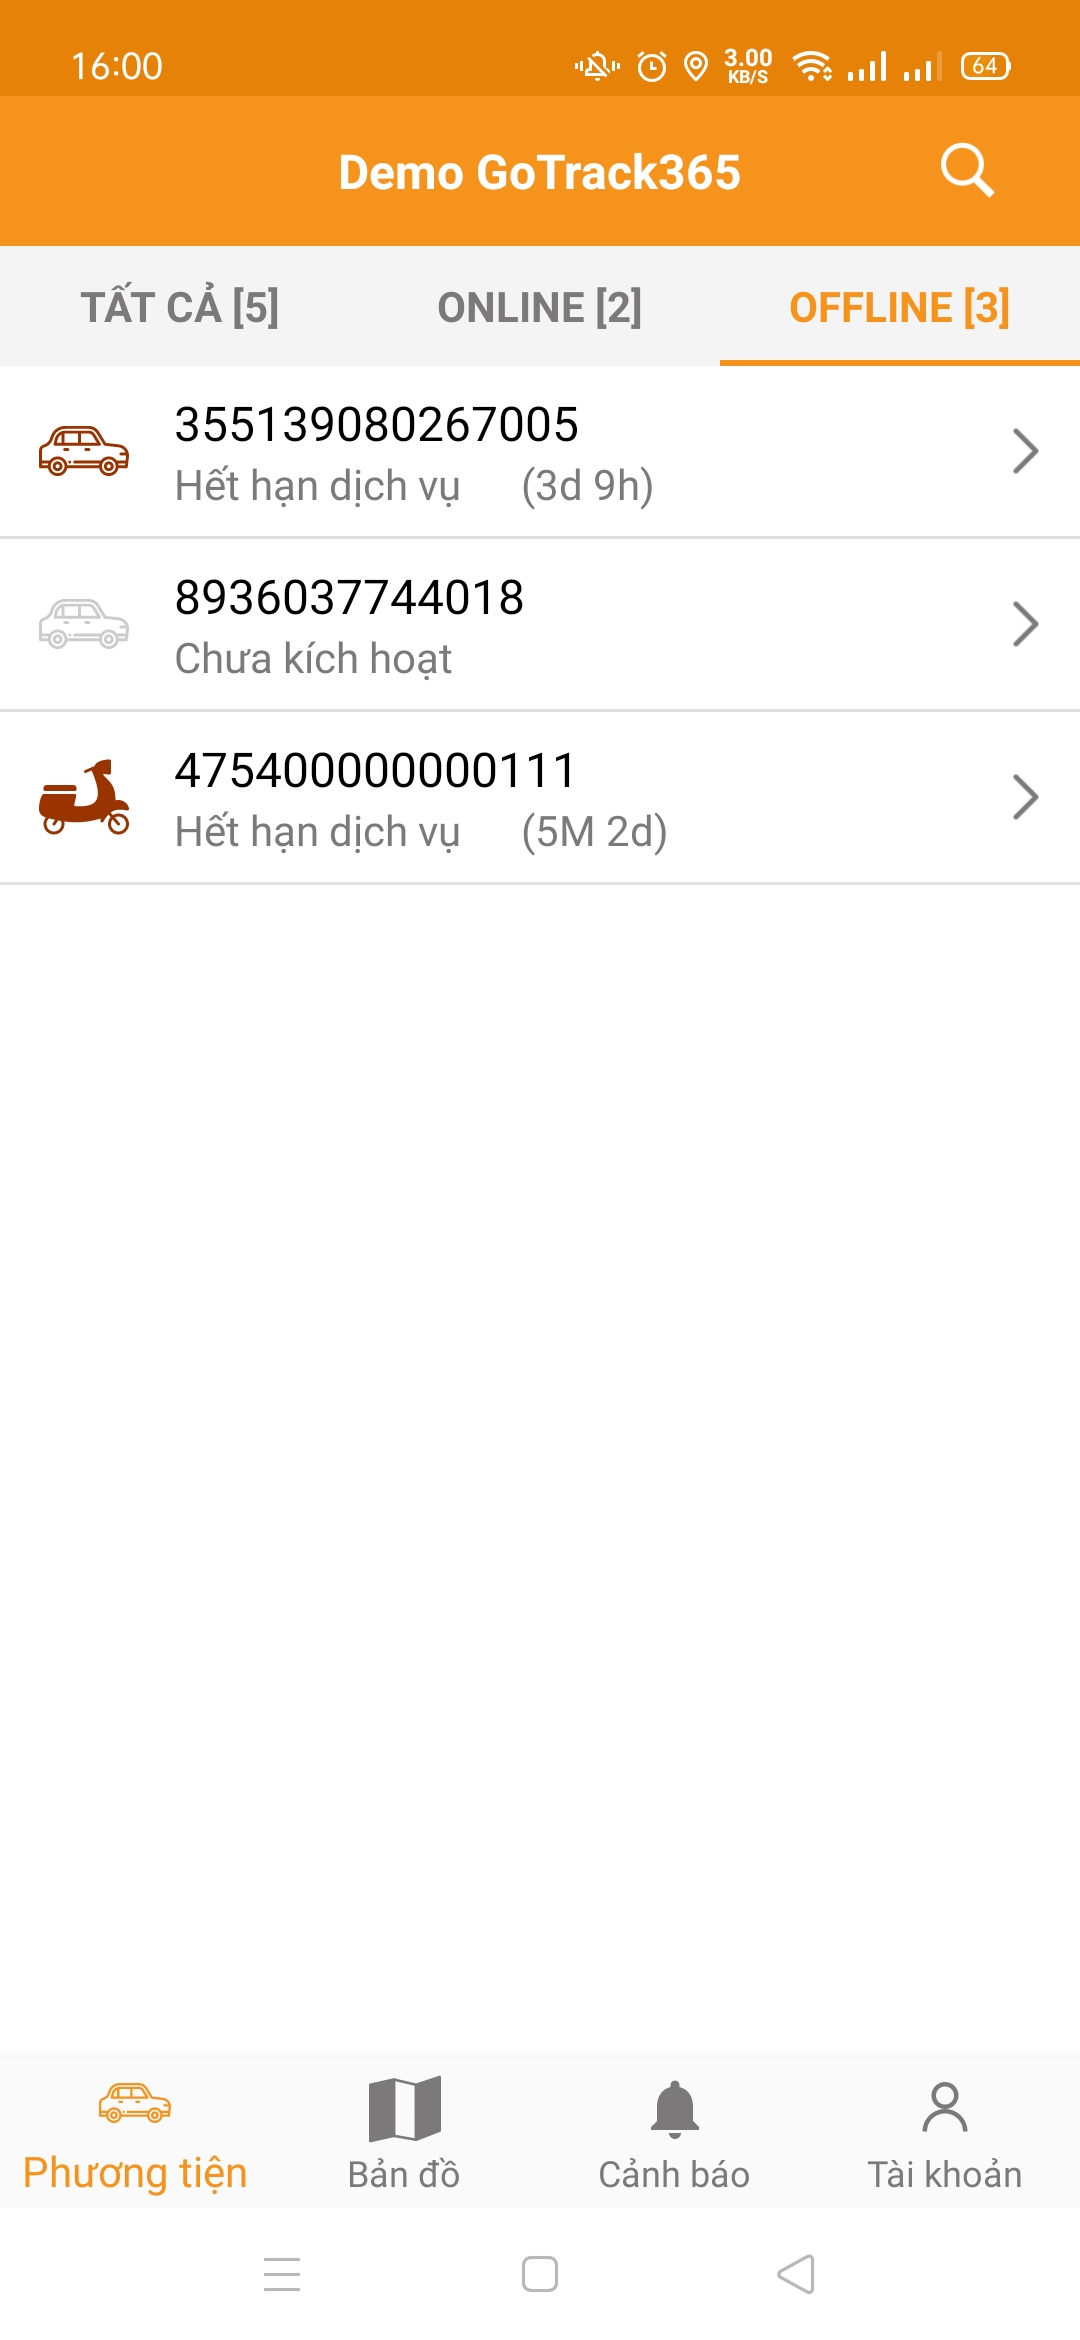 16:00
3.00
KB/S
64
Demo GoTrack365
TẤT CẢ [5]
ONLINE [2]
OFFLINE [3]
355139080267005
Hết hạn dịch vụ (3d 9h)
8936037744018
Chưa kích hoạt
475400000000111
Hết hạn dịch vụ (5M 2d)
Phương tiện
Bản đồ
Cảnh báo
Tài khoản